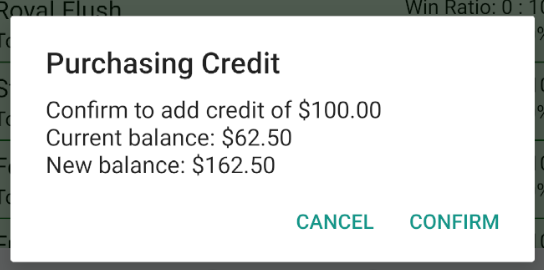 Royal Flush
Win Ratio: 0 : 10
Purchasing Credit
Confirm to add credit of $100.00
Current balance: $62.50
New balance: $162.50
CANCEL
CONFIRM